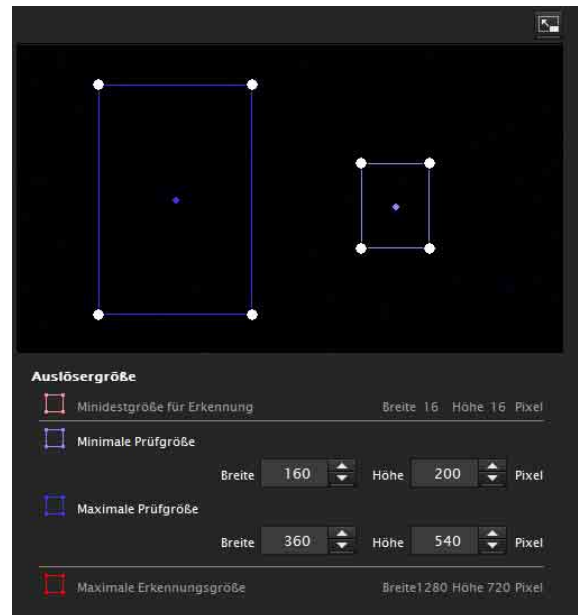 Auslösergröße
Minidestgröße für Erkennung Breite 16 Höhe 16 Pixel
Minimale Prüfgröße
Breite 160 Höhe 200 Pixel
Maximale Prüfgröße
Breite 360 Höhe 540 Pixel
Maximale Erkennungsgröße Breite1280 Höhe 720 Pixel